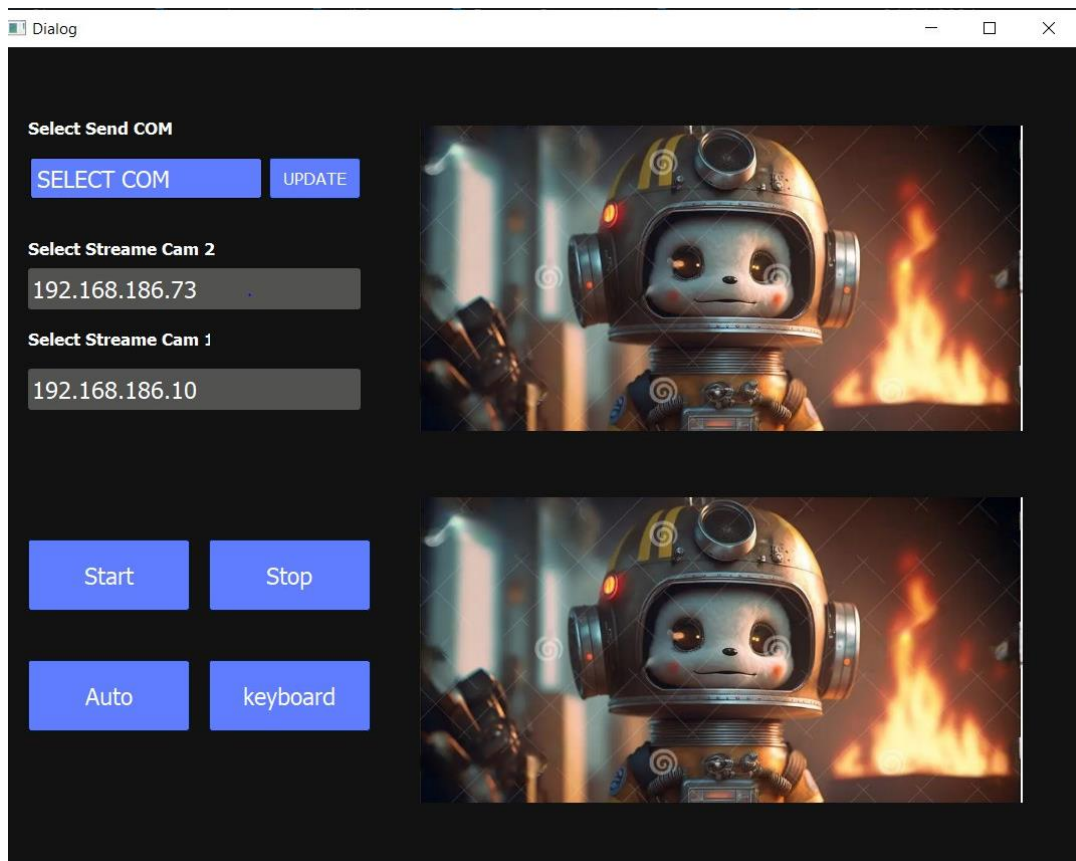 Dialog
Select Send COM
SELECT COM
UPDATE
Select Streame Cam 2
192.168.186.73
Select Streame Cam 1
192.168.186.10
Start
Stop
Auto
keyboard